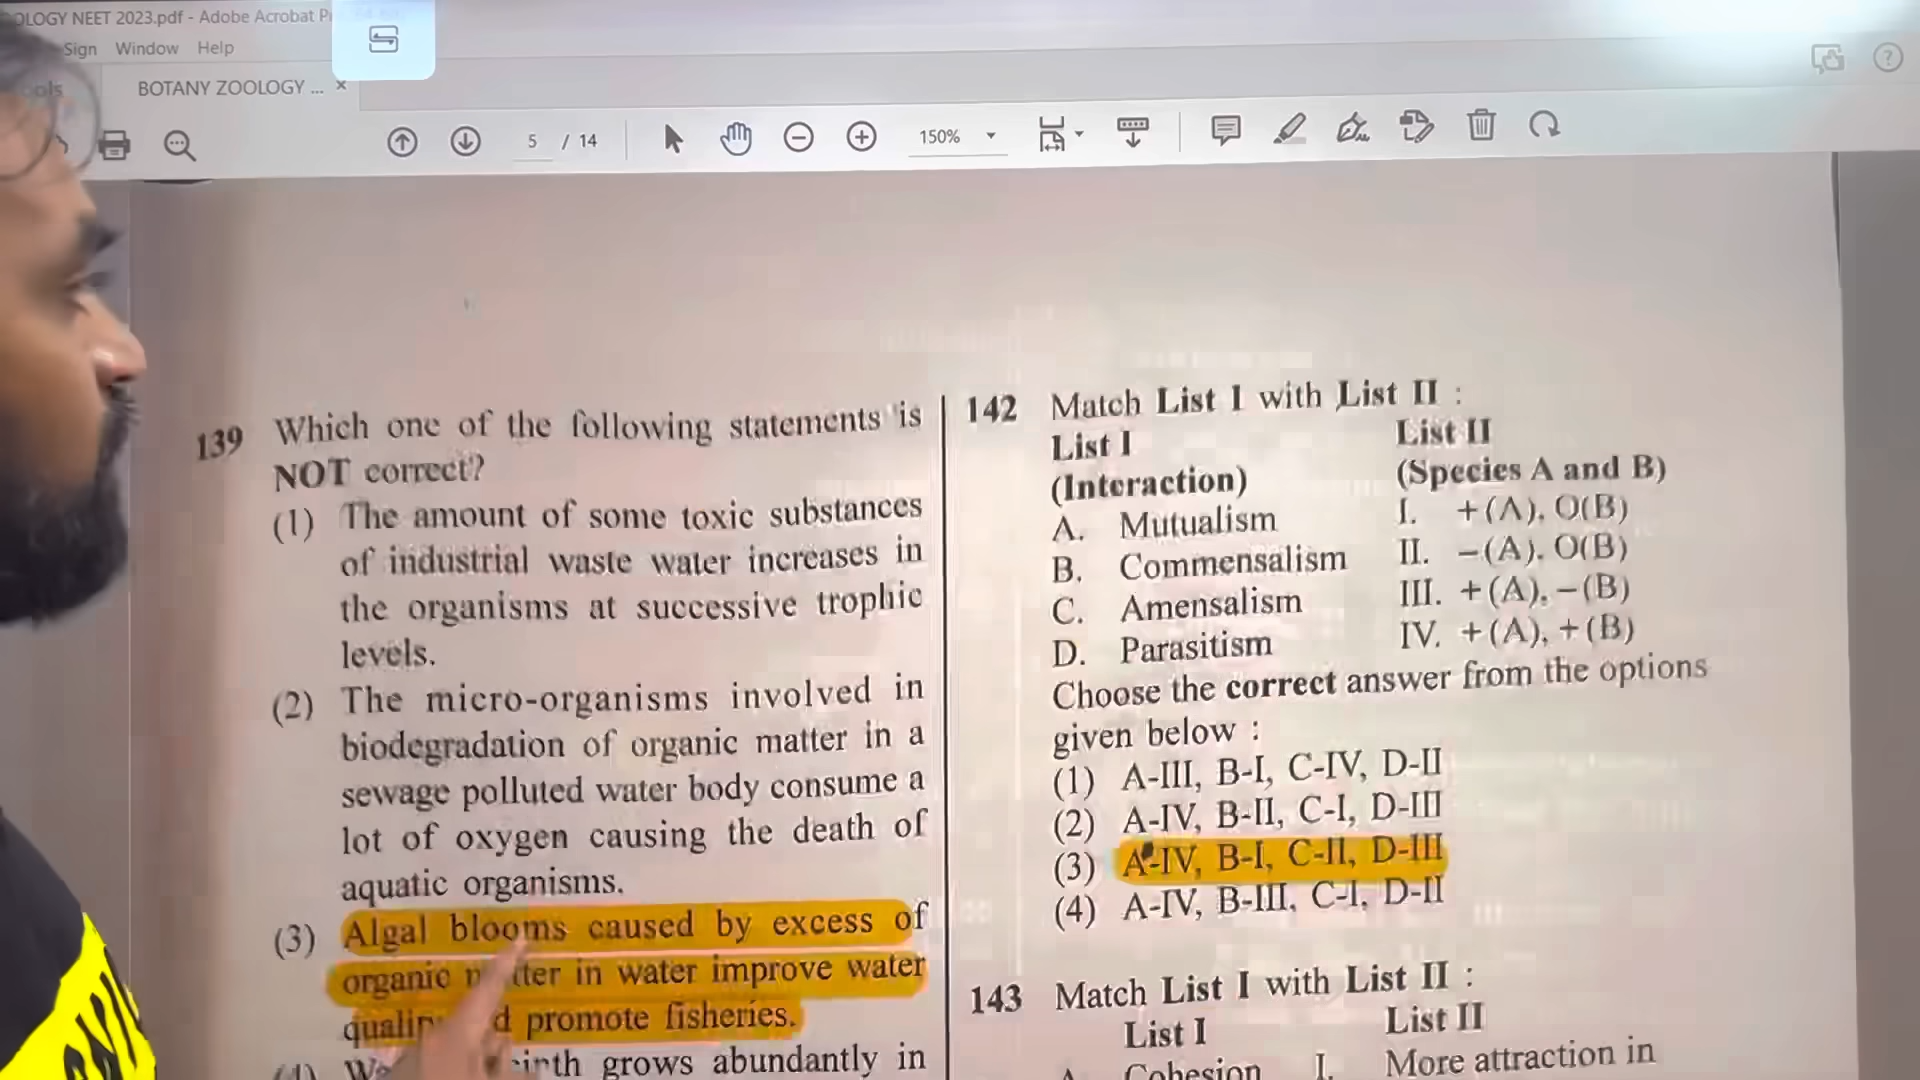 OLOGY NEET 2023.pdf - Adobe Acrobat P
Sign Window Help
ools
BOTANY ZOOLOGY ... ×
5 / 14
150%
139 Which one of the following statements is
NOT correct?
(1) The amount of some toxic substances
of industrial waste water increases in
the organisms at successive trophic
levels.
(2) The micro-organisms involved in
biodegradation of organic matter in a
sewage polluted water body consume a
lot of oxygen causing the death of
aquatic organisms.
(3) Algal blooms caused by excess of
organic in water improve water
promote fisheries.
grows abundantly in
142 Match List I with List II :
List I List II
(Interaction) (Species A and B)
A. Mutualism I. +(A), O(B)
B. Commensalism II. –(A), O(B)
C. Amensalism III. +(A), –(B)
D. Parasitism IV. +(A), +(B)
Choose the correct answer from the options
given below :
(1) A-III, B-I, C-IV, D-II
(2) A-IV, B-II, C-I, D-III
(3) A-IV, B-I, C-II, D-III
(4) A-IV, B-III, C-I, D-II
143 Match List I with List II :
List I List II
A. Cohesion I. More attraction in